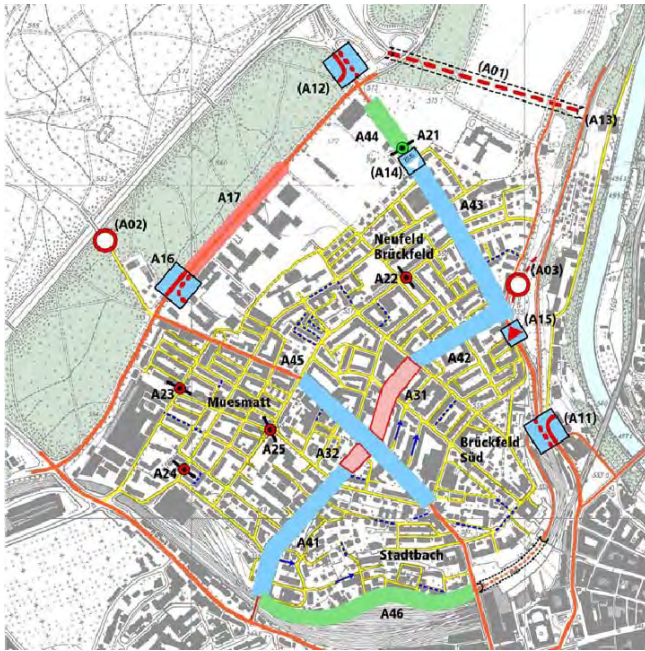 (A12)
(A01)
(A13)
A44
A21
(A14)
A17
A43
(A02)
Neufeld
Brückfeld
A16
A22
(A03)
(A15)
A45
A42
A31
A23
Muesmatt
A32
A25
Brückfeld
Süd
(A11)
A24
A41
Stadtbach
A46